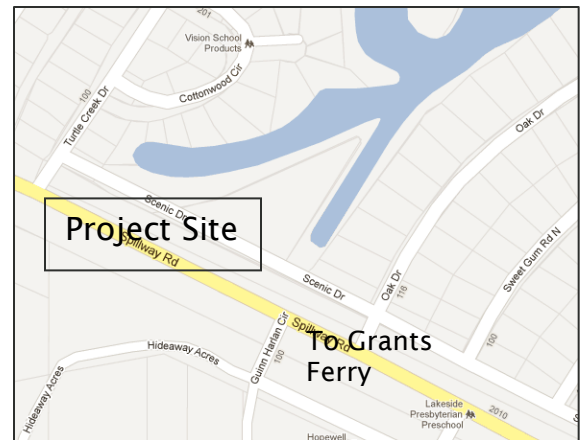 201
Vision School
Products
Cottonwood Cir
100
Turtle Creek Dr
Oak Dr
Scenic Dr
Project Site
Spillway Rd
Sweet Gum Rd N
Scenic Dr
Oak Dr
116
Spillway Rd
To Grants
Ferry
Guinn Harlan Cir
100
100
Hideaway Acres
Hideaway Acres
Lakeside
Presbyterian
Preschool
2010
S
Hopewell